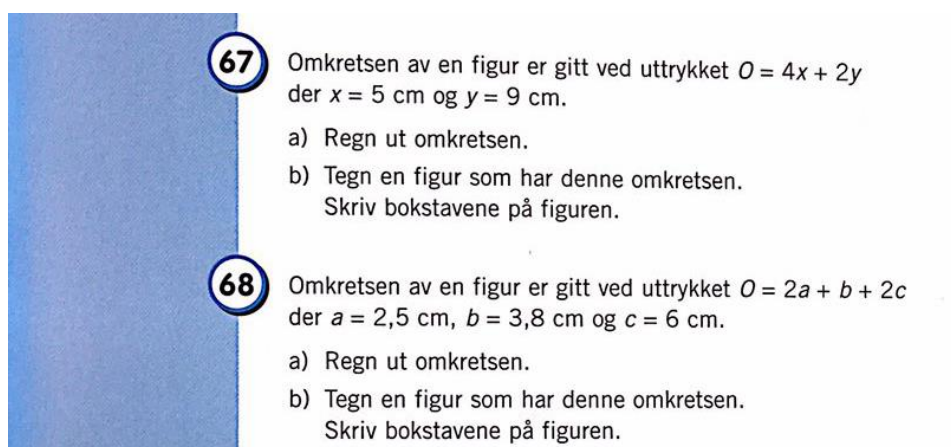 67 Omkretsen av en figur er gitt ved uttrykket O = 4x + 2y
der x = 5 cm og y = 9 cm.
a) Regn ut omkretsen.
b) Tegn en figur som har denne omkretsen.
Skriv bokstavene på figuren.
68 Omkretsen av en figur er gitt ved uttrykket O = 2a + b + 2c
der a = 2,5 cm, b = 3,8 cm og c = 6 cm.
a) Regn ut omkretsen.
b) Tegn en figur som har denne omkretsen.
Skriv bokstavene på figuren.